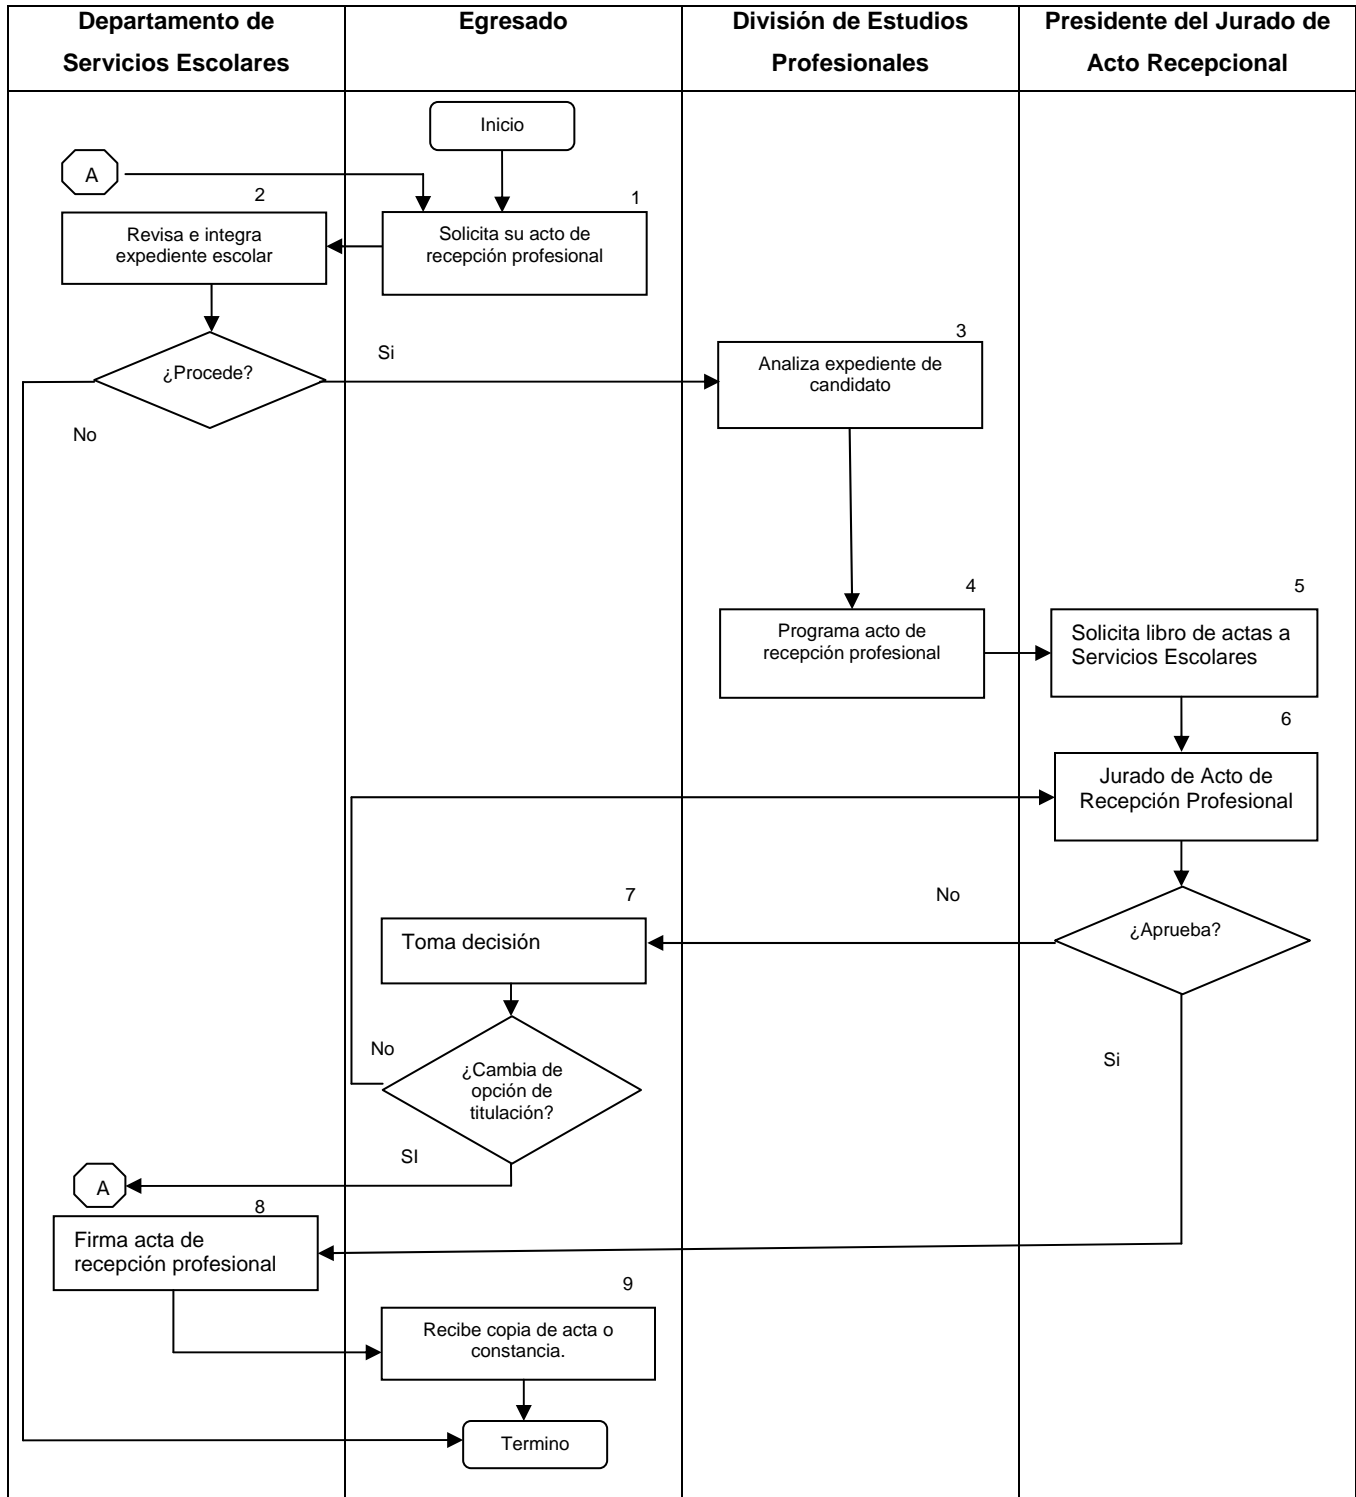 Departamento de
Servicios Escolares
Egresado
División de Estudios
Profesionales
Presidente del Jurado de
Acto Recepcional
Inicio
A
2
1
Revisa e integra
expediente escolar
Solicita su acto de
recepción profesional
3
Si
¿Procede?
Analiza expediente de
candidato
No
4
5
Programa acto de
recepción profesional
Solicita libro de actas a
Servicios Escolares
6
Jurado de Acto de
Recepción Profesional
7
No
¿Aprueba?
Toma decisión
No
Si
¿Cambia de
opción de
titulación?
SI
A
8
Firma acta de
recepción profesional
9
Recibe copia de acta o
constancia.
Termino